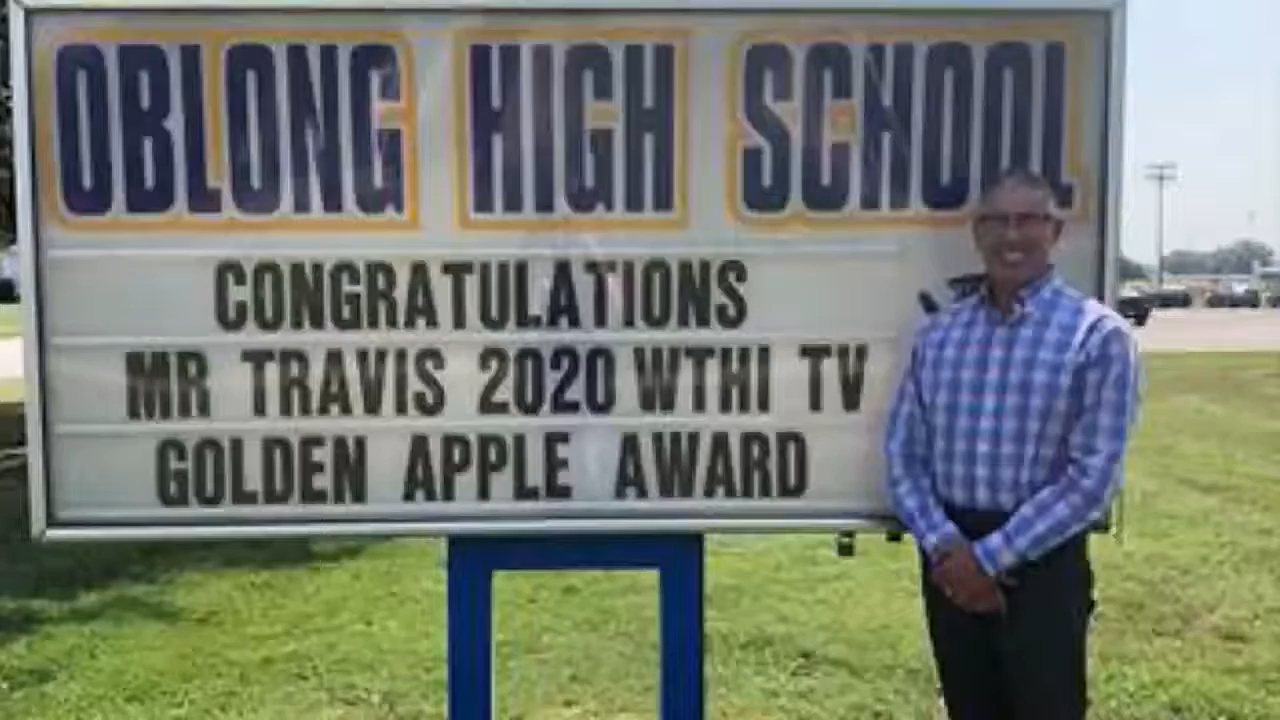 OBLONG HIGH SCHOOL
CONGRATULATIONS
MR TRAVIS 2020 WTHI TV
GOLDEN APPLE AWARD